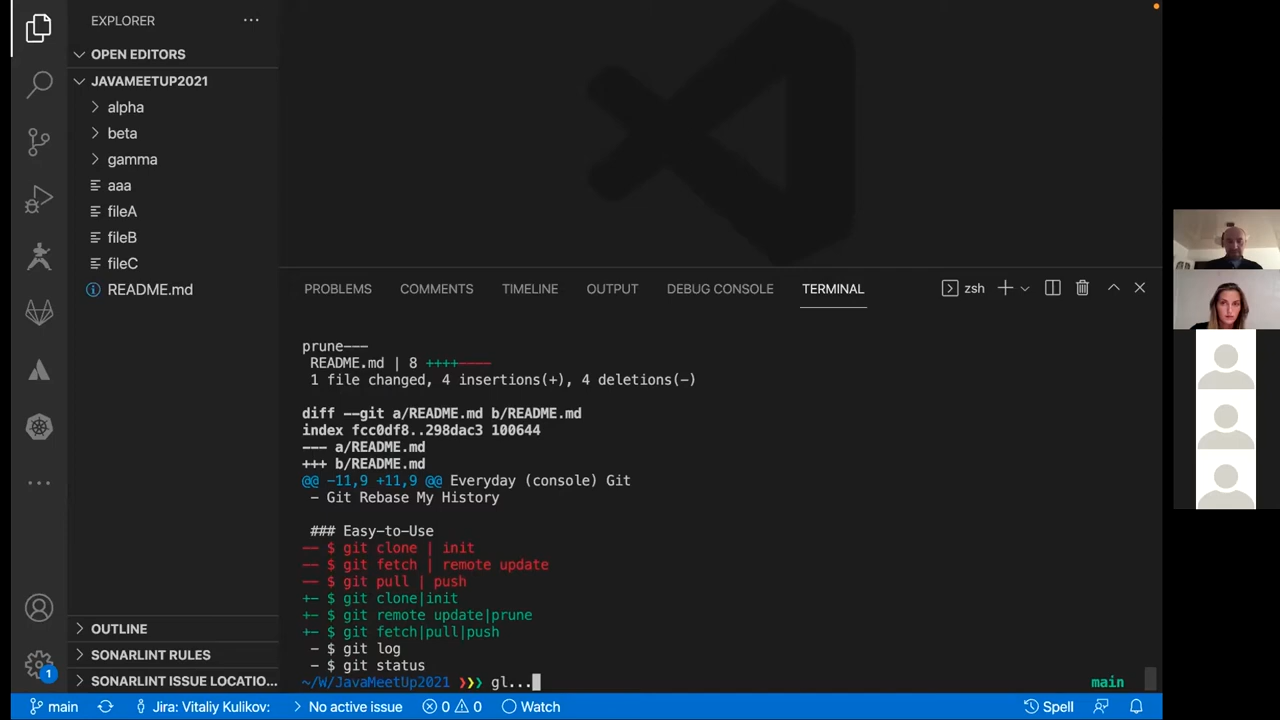 EXPLORER
OPEN EDITORS
JAVAMEETUP2021
alpha
beta
gamma
aaa
fileA
fileB
fileC
README.md
OUTLINE
SONARLINT RULES
SONARLINT ISSUE LOCATIO...
PROBLEMS COMMENTS TIMELINE OUTPUT DEBUG CONSOLE TERMINAL zsh
prune---
README.md | 8 ++++----
1 file changed, 4 insertions(+), 4 deletions(-)
diff --git a/README.md b/README.md
index fcc0df8..298dac3 100644
--- a/README.md
+++ b/README.md
@@ -11,9 +11,9 @@ Everyday (console) Git
- Git Rebase My History
### Easy-to-Use
-- $ git clone | init
-- $ git fetch | remote update
-- $ git pull | push
+- $ git clone|init
+- $ git remote update|prune
+- $ git fetch|pull|push
- $ git log
- $ git status
~/W/JavaMeetUp2021 ❯❯❯ gl... main
1
main Jira: Vitaliy Kulikov: No active issue 0 0 Watch Spell